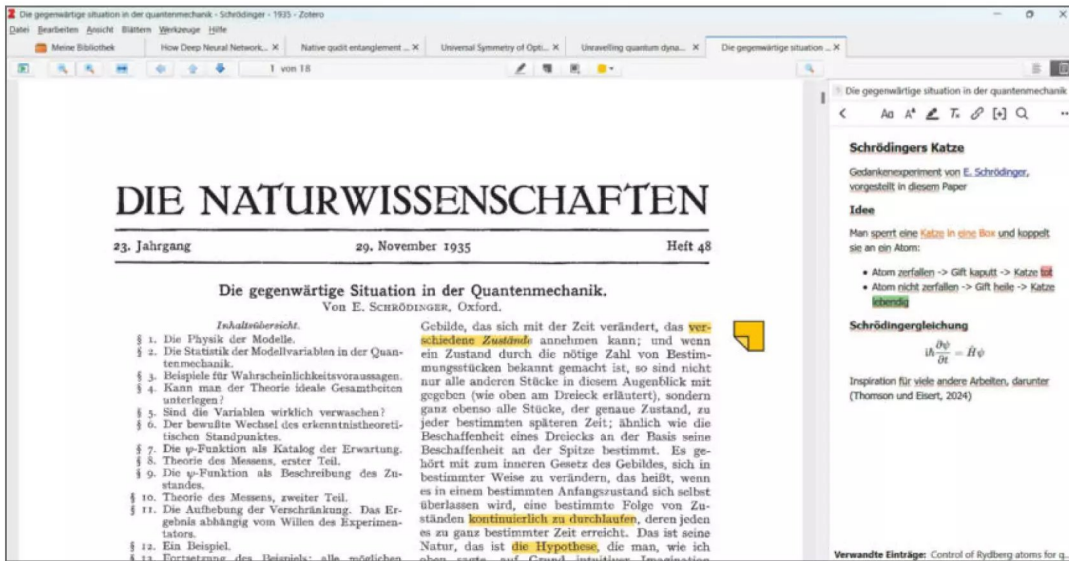 Die gegenwärtige situation in der quantenmechanik - Schrödinger - 1935 - Zotero
Datei Bearbeiten Ansicht Blättern Werkzeuge Hilfe
Meine Bibliothek
How Deep Neural Network...
Native qudit entanglement ...
Universal Symmetry of Opti...
Unravelling quantum dyna...
Die gegenwärtige situation ...
1 von 18
DIE NATURWISSENSCHAFTEN
23. Jahrgang 29. November 1935 Heft 48
Die gegenwärtige Situation in der Quantenmechanik.
Von E. SCHRÖDINGER, Oxford.
Inhaltsübersicht.
§ 1. Die Physik der Modelle.
§ 2. Die Statistik der Modellvariablen in der Quan-
tenmechanik.
§ 3. Beispiele für Wahrscheinlichkeitsvoraussagen.
§ 4. Kann man der Theorie ideale Gesamtheiten
unterlegen?
§ 5. Sind die Variablen wirklich verwaschen?
§ 6. Der bewußte Wechsel des erkenntnistheoreti-
tischen Standpunktes.
§ 7. Die ψ-Funktion als Katalog der Erwartung.
§ 8. Theorie des Messens, erster Teil.
§ 9. Die ψ-Funktion als Beschreibung des Zu-
standes.
§ 10. Theorie des Messens, zweiter Teil.
§ 11. Die Aufhebung der Verschränkung. Das Er-
gebnis abhängig vom Willen des Experimen-
tators.
§ 12. Ein Beispiel.
§ 13. Fortsetzung des Beispiels: alle möglichen
Gebilde, das sich mit der Zeit verändert, das ver-
schiedene Zustände annehmen kann; und wenn
ein Zustand durch die nötige Zahl von Bestim-
mungsstücken bekannt gemacht ist, so sind nicht
nur alle anderen Stücke in diesem Augenblick mit
gegeben (wie oben am Dreieck erläutert), sondern
ganz ebenso alle Stücke, der genaue Zustand, zu
jeder bestimmten späteren Zeit; ähnlich wie die
Beschaffenheit eines Dreiecks an der Basis seine
Beschaffenheit an der Spitze bestimmt. Es ge-
hört mit zum inneren Gesetz des Gebildes, sich in
bestimmter Weise zu verändern, das heißt, wenn
es in einem bestimmten Anfangszustand sich selbst
überlassen wird, eine bestimmte Folge von Zu-
ständen kontinuierlich zu durchlaufen, deren jeden
es zu ganz bestimmter Zeit erreicht. Das ist seine
Natur, das ist die Hypothese, die man, wie ich
oben sagte, auf Grund intuitiver Imagination
Die gegenwärtige situation in der quantenmechanik
Schrödingers Katze
Gedankenexperiment von E. Schrödinger,
vorgestellt in diesem Paper
Idee
Man sperrt eine Katze in eine Box und koppelt
sie an ein Atom:
• Atom zerfallen -> Gift kaputt -> Katze tot
• Atom nicht zerfallen -> Gift heile -> Katze
lebendig
Schrödingergleichung
iℏ ∂ψ/∂t = Ĥψ
Inspiration für viele andere Arbeiten, darunter
(Thomson und Eisert, 2024)
Verwandte Einträge: Control of Rydberg atoms for q...